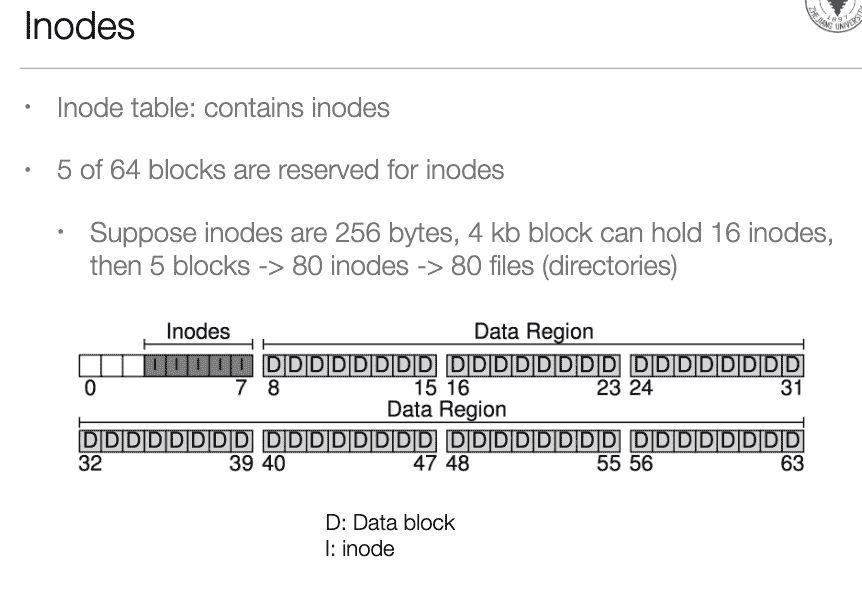 Inodes
ZHEJIANG UNIVERSITY
1897
• Inode table: contains inodes
• 5 of 64 blocks are reserved for inodes
• Suppose inodes are 256 bytes, 4 kb block can hold 16 inodes,
then 5 blocks -> 80 inodes -> 80 files (directories)
Inodes Data Region
I I I I I D D D D D D D D D D D D D D D D D D D D D D D D
0 7 8 15 16 23 24 31
Data Region
D D D D D D D D D D D D D D D D D D D D D D D D D D D D D D D D
32 39 40 47 48 55 56 63
D: Data block
I: inode